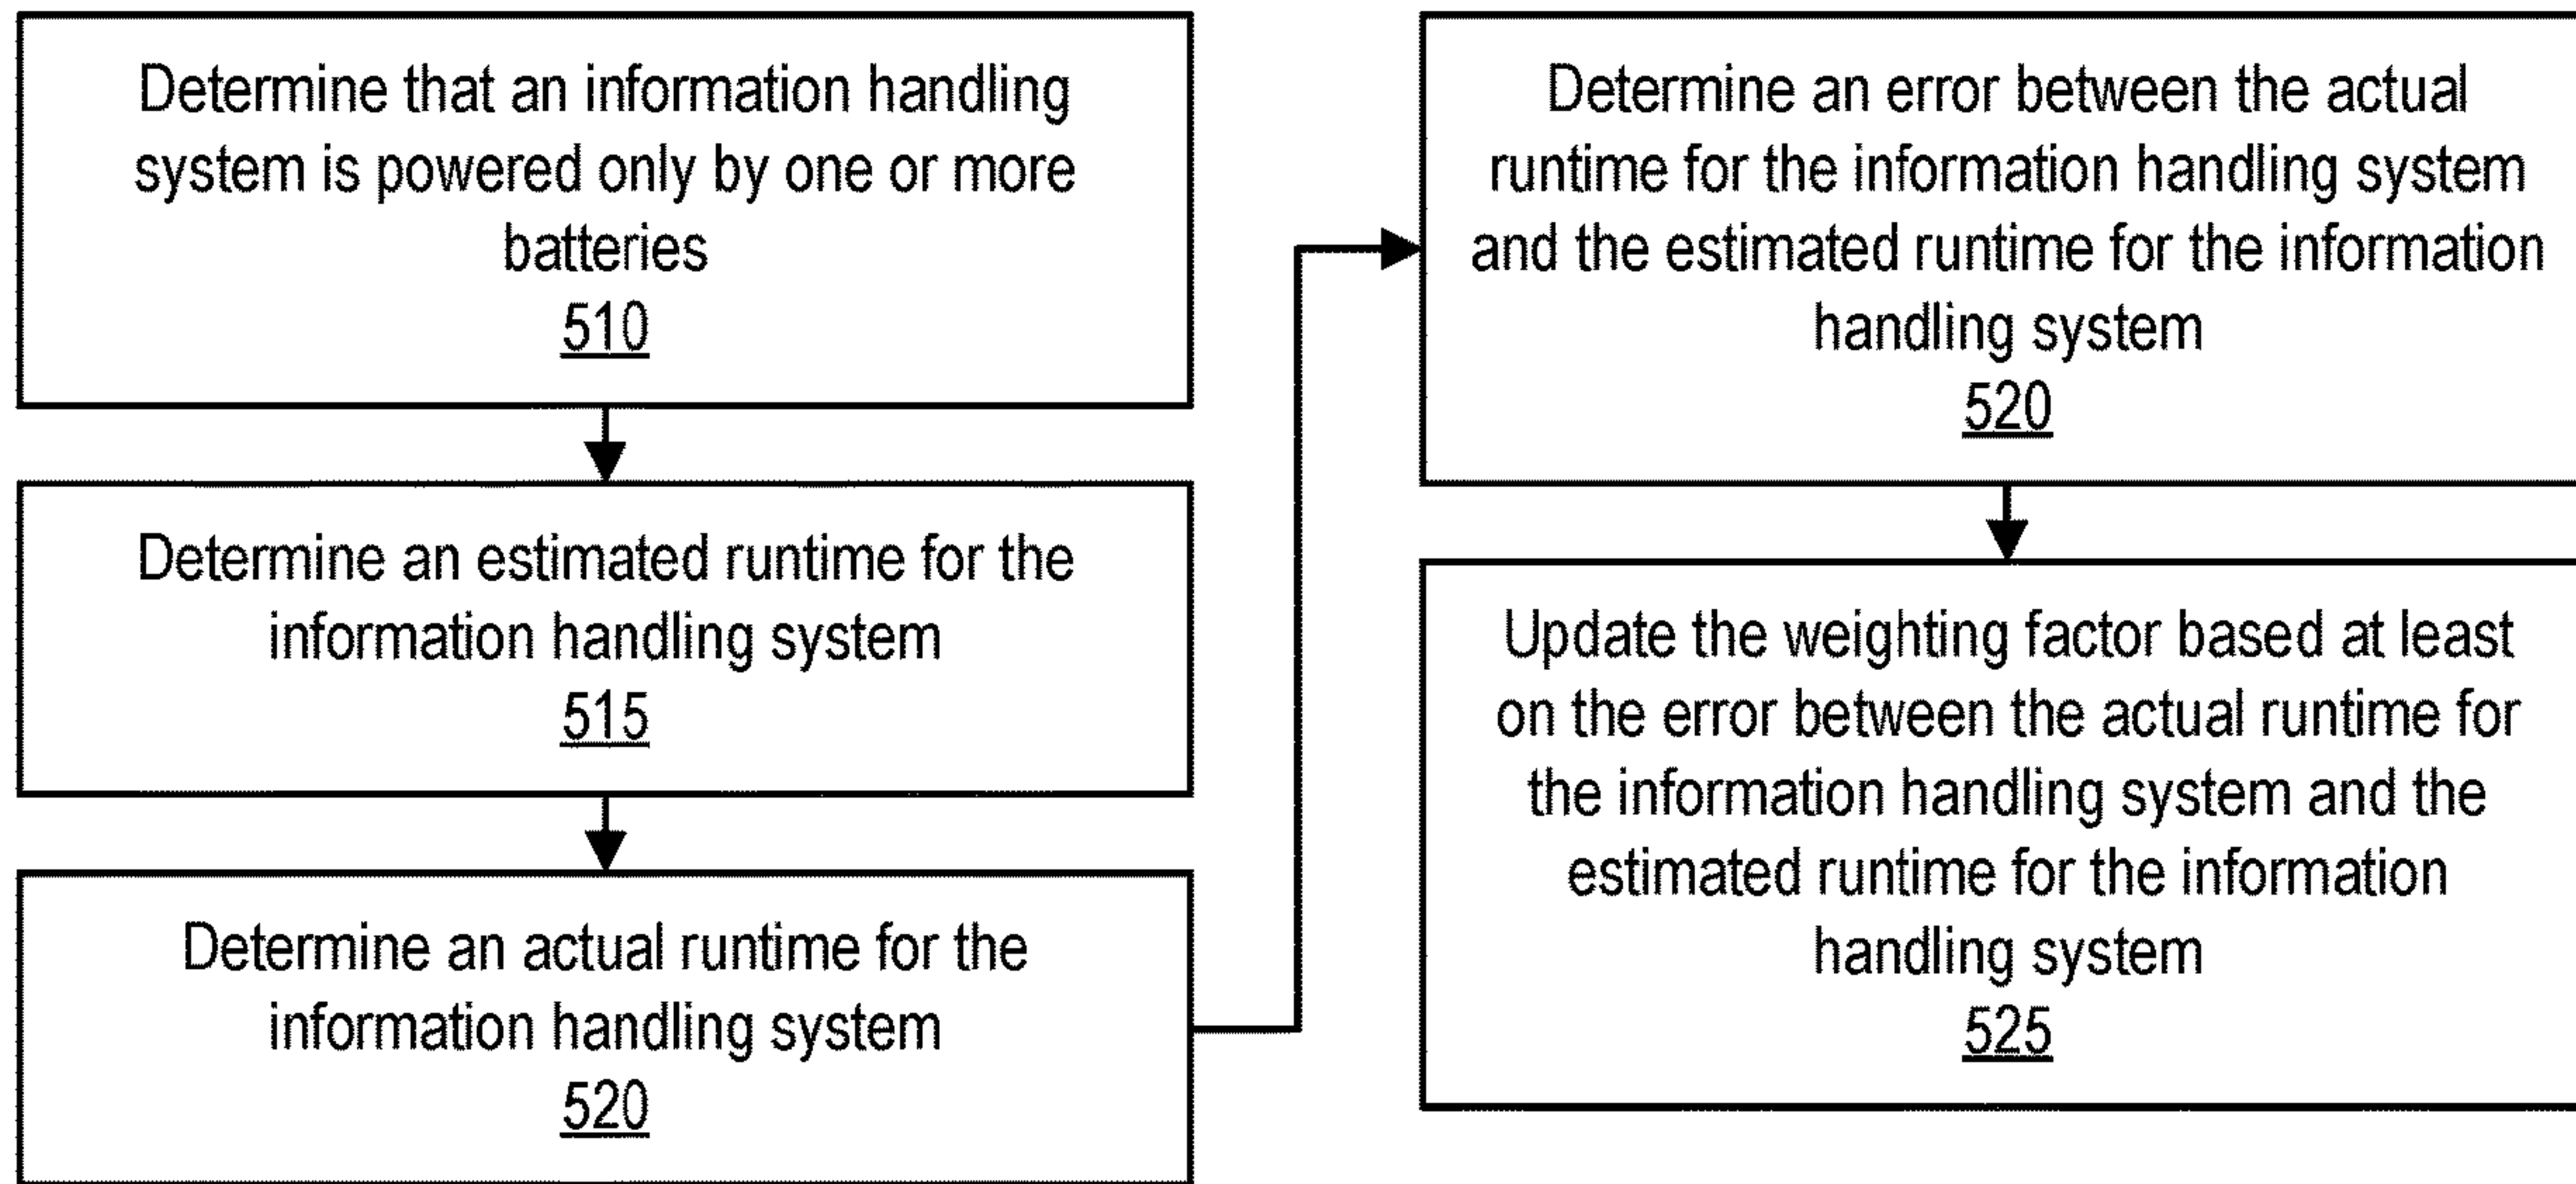 Determine that an information handling
system is powered only by one or more
batteries
510
Determine an estimated runtime for the
information handling system
515
Determine an actual runtime for the
information handling system
520
Determine an error between the actual
runtime for the information handling system
and the estimated runtime for the information
handling system
520
Update the weighting factor based at least
on the error between the actual runtime for
the information handling system and the
estimated runtime for the information
handling system
525